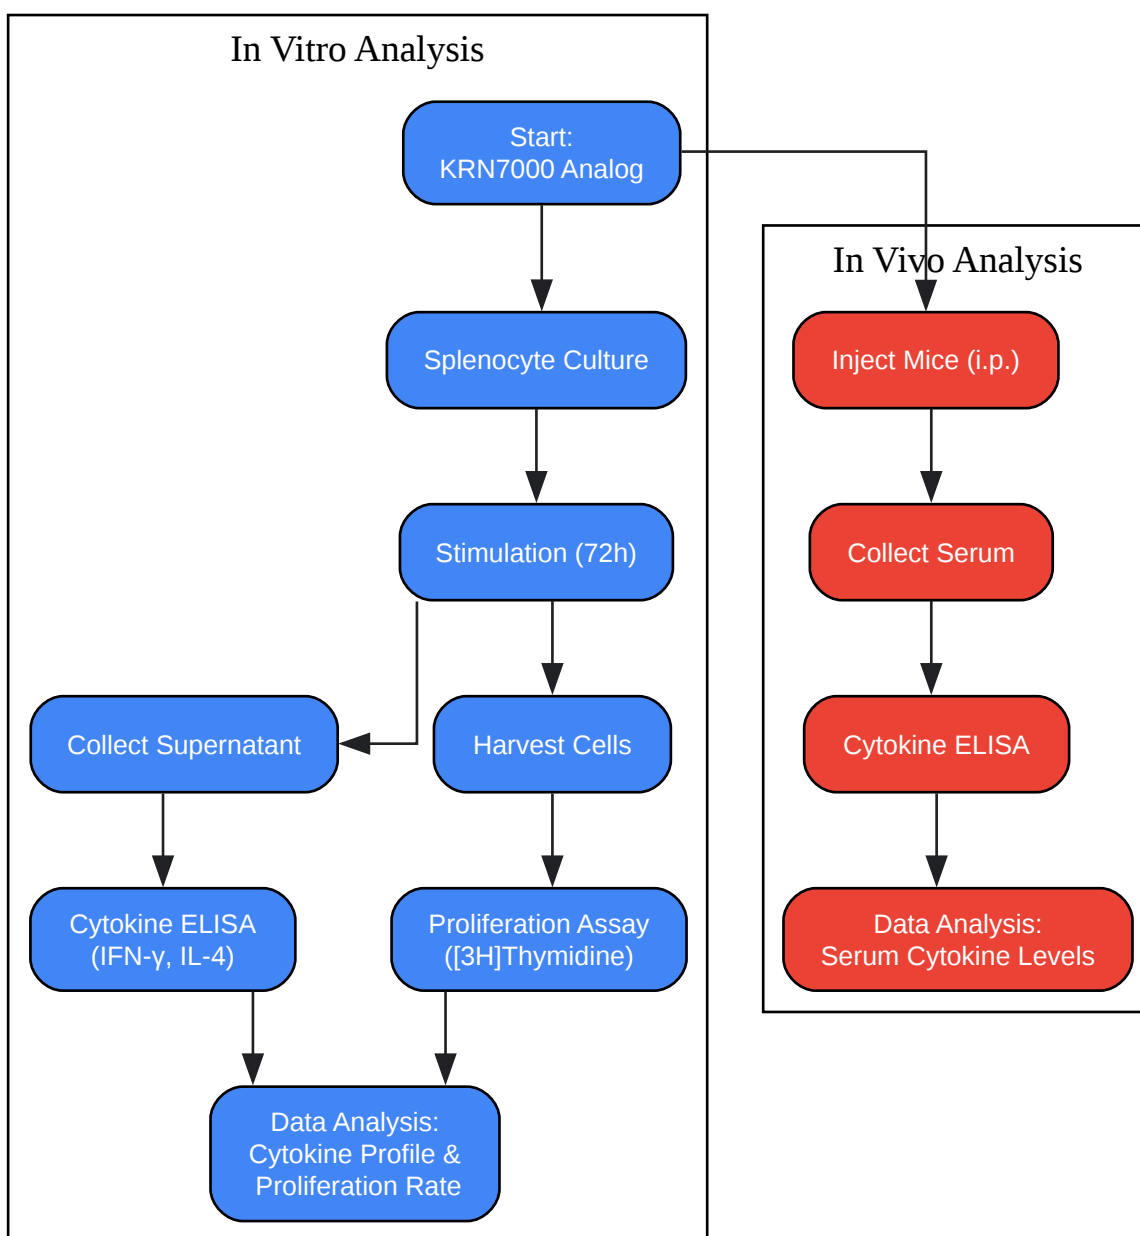 In Vitro Analysis
Start:
KRN7000 Analog
Splenocyte Culture
Stimulation (72h)
Collect Supernatant
Harvest Cells
Cytokine ELISA
(IFN-γ, IL-4)
Proliferation Assay
([3H]Thymidine)
Data Analysis:
Cytokine Profile &
Proliferation Rate
In Vivo Analysis
Inject Mice (i.p.)
Collect Serum
Cytokine ELISA
Data Analysis:
Serum Cytokine Levels